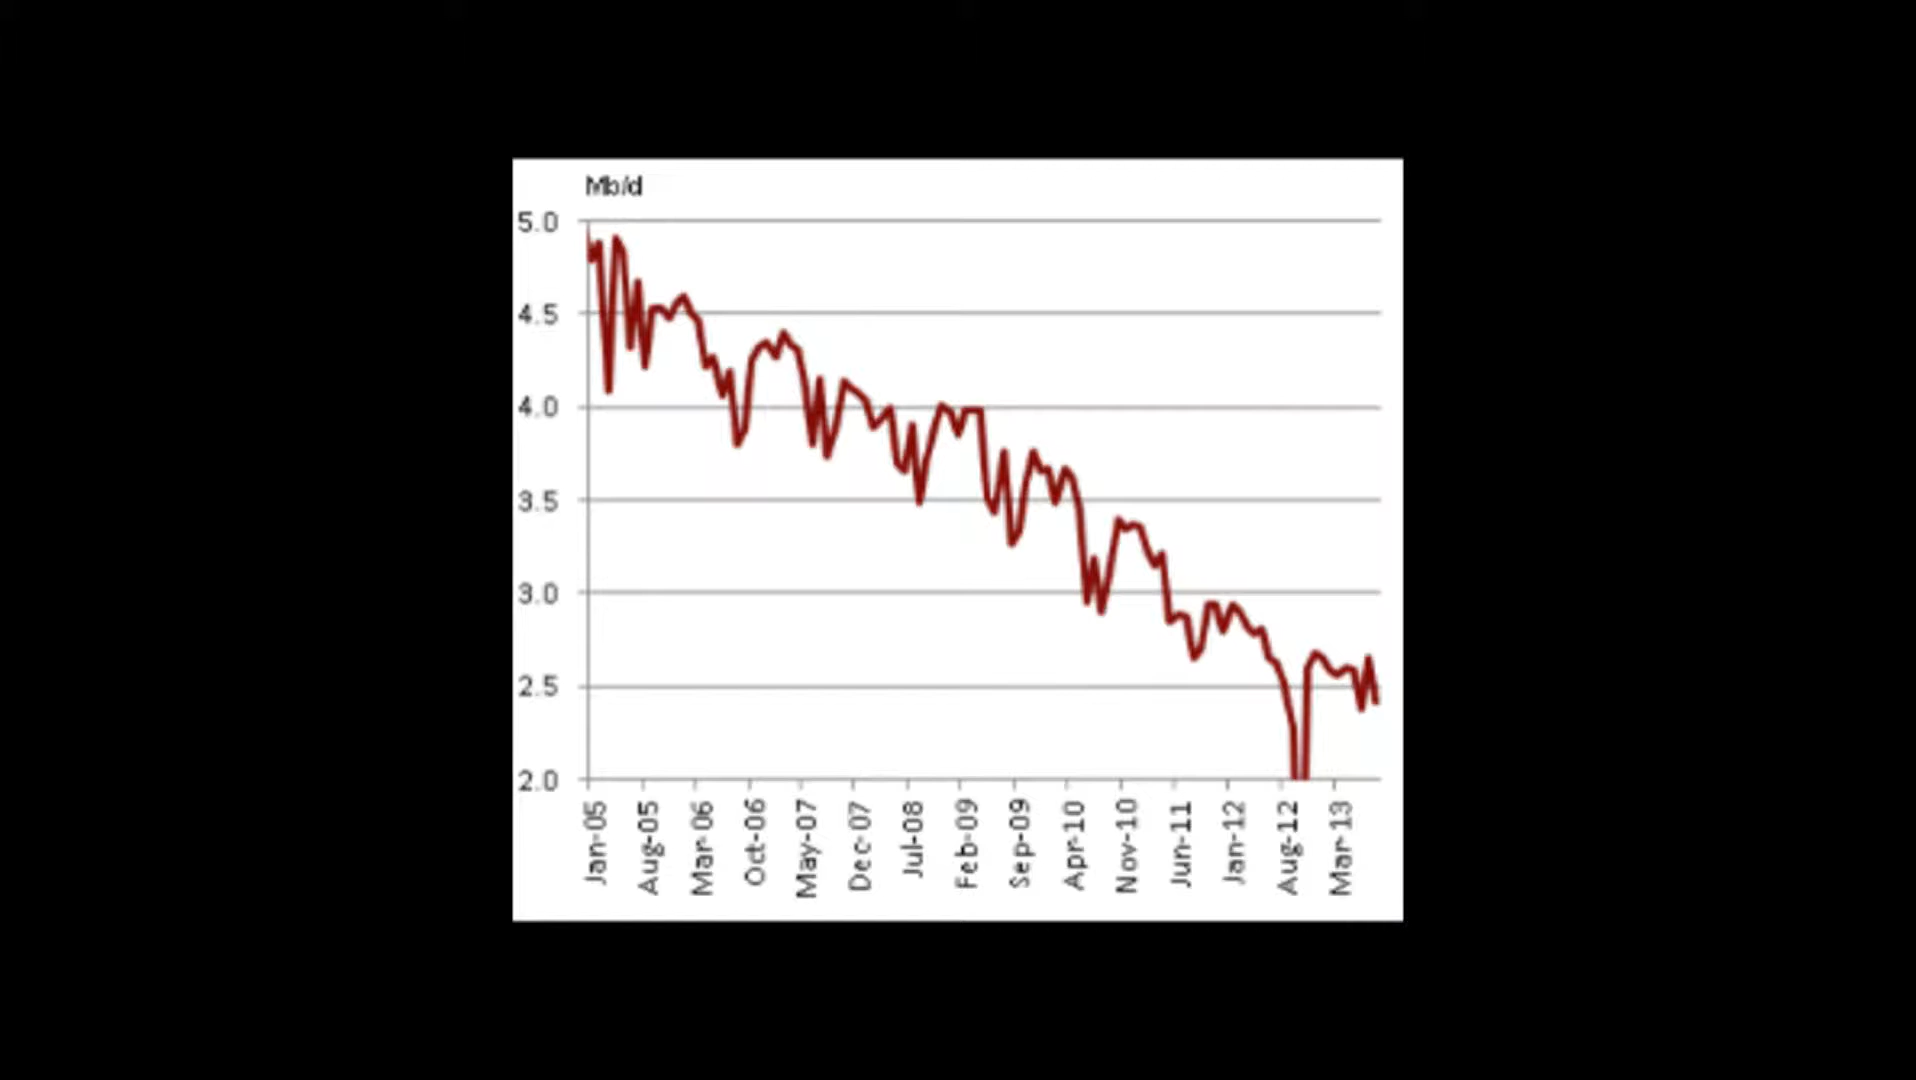 Mb/d
5.0
4.5
4.0
3.5
3.0
2.5
2.0
Jan-05
Aug-05
Mar-06
Oct-06
May-07
Dec-07
Jul-08
Feb-09
Sep-09
Apr-10
Nov-10
Jun-11
Jan-12
Aug-12
Mar-13